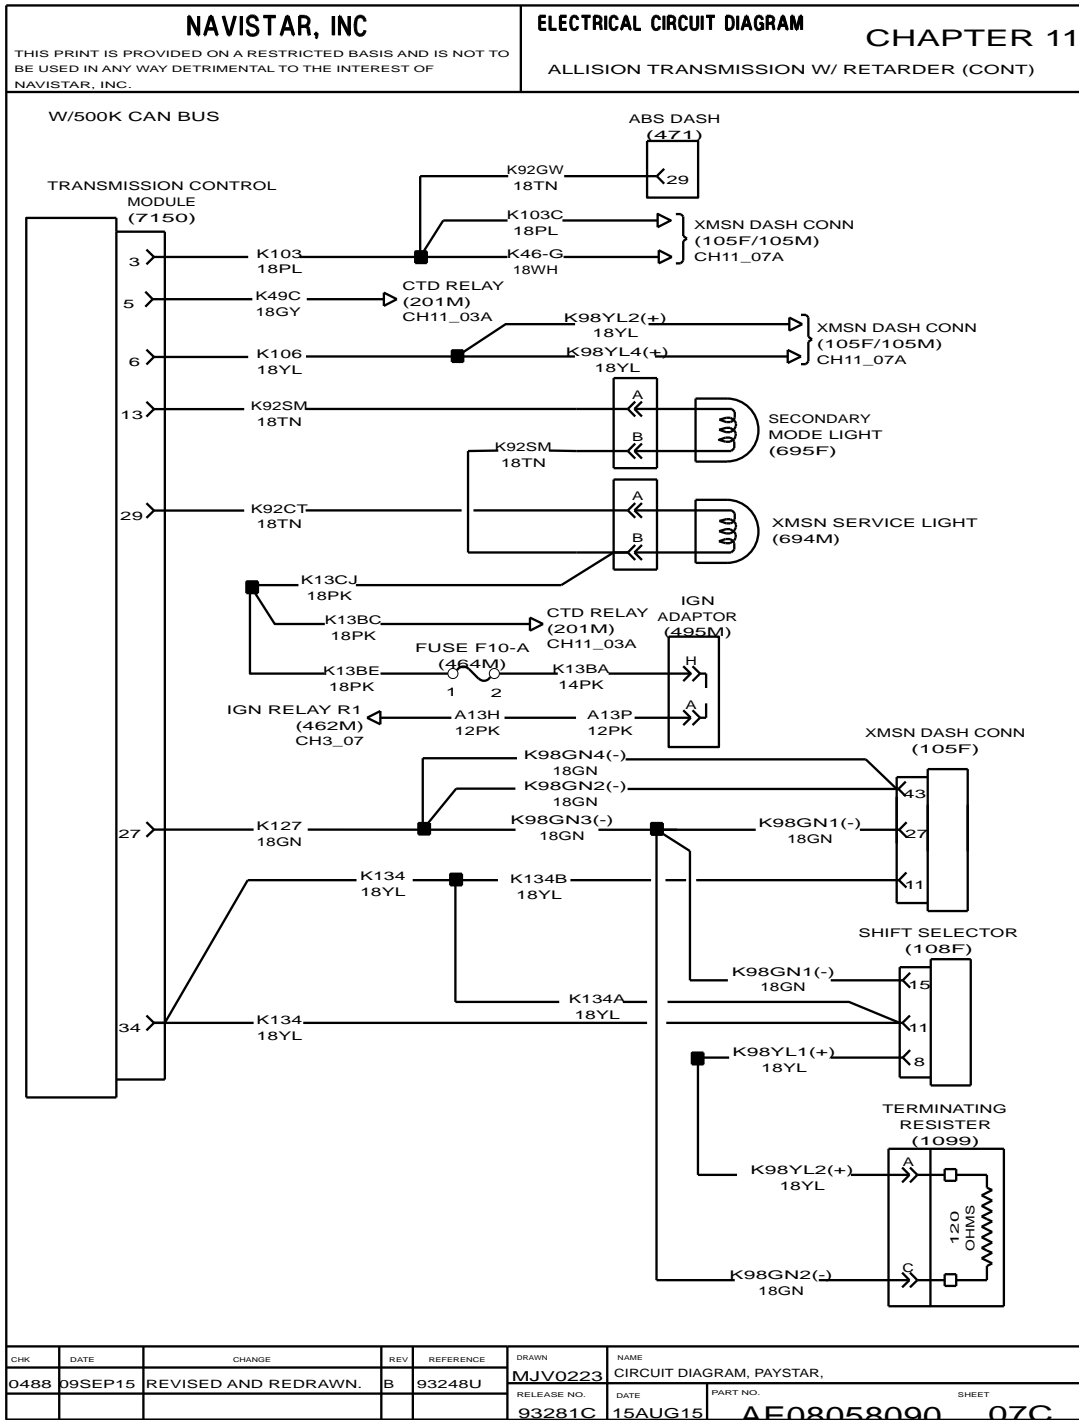 NAVISTAR, INC
THIS PRINT IS PROVIDED ON A RESTRICTED BASIS AND IS NOT TO
BE USED IN ANY WAY DETRIMENTAL TO THE INTEREST OF
NAVISTAR, INC.
ELECTRICAL CIRCUIT DIAGRAM
CHAPTER 11
ALLISION TRANSMISSION W/ RETARDER (CONT)
W/500K CAN BUS
ABS DASH
(471)
29
K92GW
18TN
TRANSMISSION CONTROL
MODULE
(7150)
K103C
18PL
XMSN DASH CONN
(105F/105M)
CH11_07A
3
K103
18PL
K46-G
18WH
5
K49C
18GY
CTD RELAY
(201M)
CH11_03A
K98YL2(+)
18YL
XMSN DASH CONN
(105F/105M)
CH11_07A
6
K106
18YL
K98YL4(+)
18YL
13
K92SM
18TN
A
B
K92SM
18TN
SECONDARY
MODE LIGHT
(695F)
29
K92CT
18TN
A
B
XMSN SERVICE LIGHT
(694M)
K13CJ
18PK
K13BC
18PK
CTD RELAY
(201M)
CH11_03A
IGN
ADAPTOR
(495M)
FUSE F10-A
(464M)
K13BE
18PK
1
2
K13BA
14PK
H
IGN RELAY R1
(462M)
CH3_07
A13H
12PK
A13P
12PK
A
XMSN DASH CONN
(105F)
K98GN4(-)
18GN
K98GN2(-)
18GN
43
27
K127
18GN
K98GN3(-)
18GN
K98GN1(-)
18GN
27
K134
18YL
K134B
18YL
11
SHIFT SELECTOR
(108F)
K98GN1(-)
18GN
15
K134A
18YL
34
K134
18YL
11
K98YL1(+)
18YL
8
TERMINATING
RESISTER
(1099)
K98YL2(+)
18YL
A
120
OHMS
K98GN2(-)
18GN
C
CHK DATE CHANGE REV REFERENCE
0488 09SEP15 REVISED AND REDRAWN. B 93248U
DRAWN
MJV0223
NAME
CIRCUIT DIAGRAM, PAYSTAR,
RELEASE NO.
93281C
DATE
15AUG15
PART NO.
AE08058090
SHEET
07C